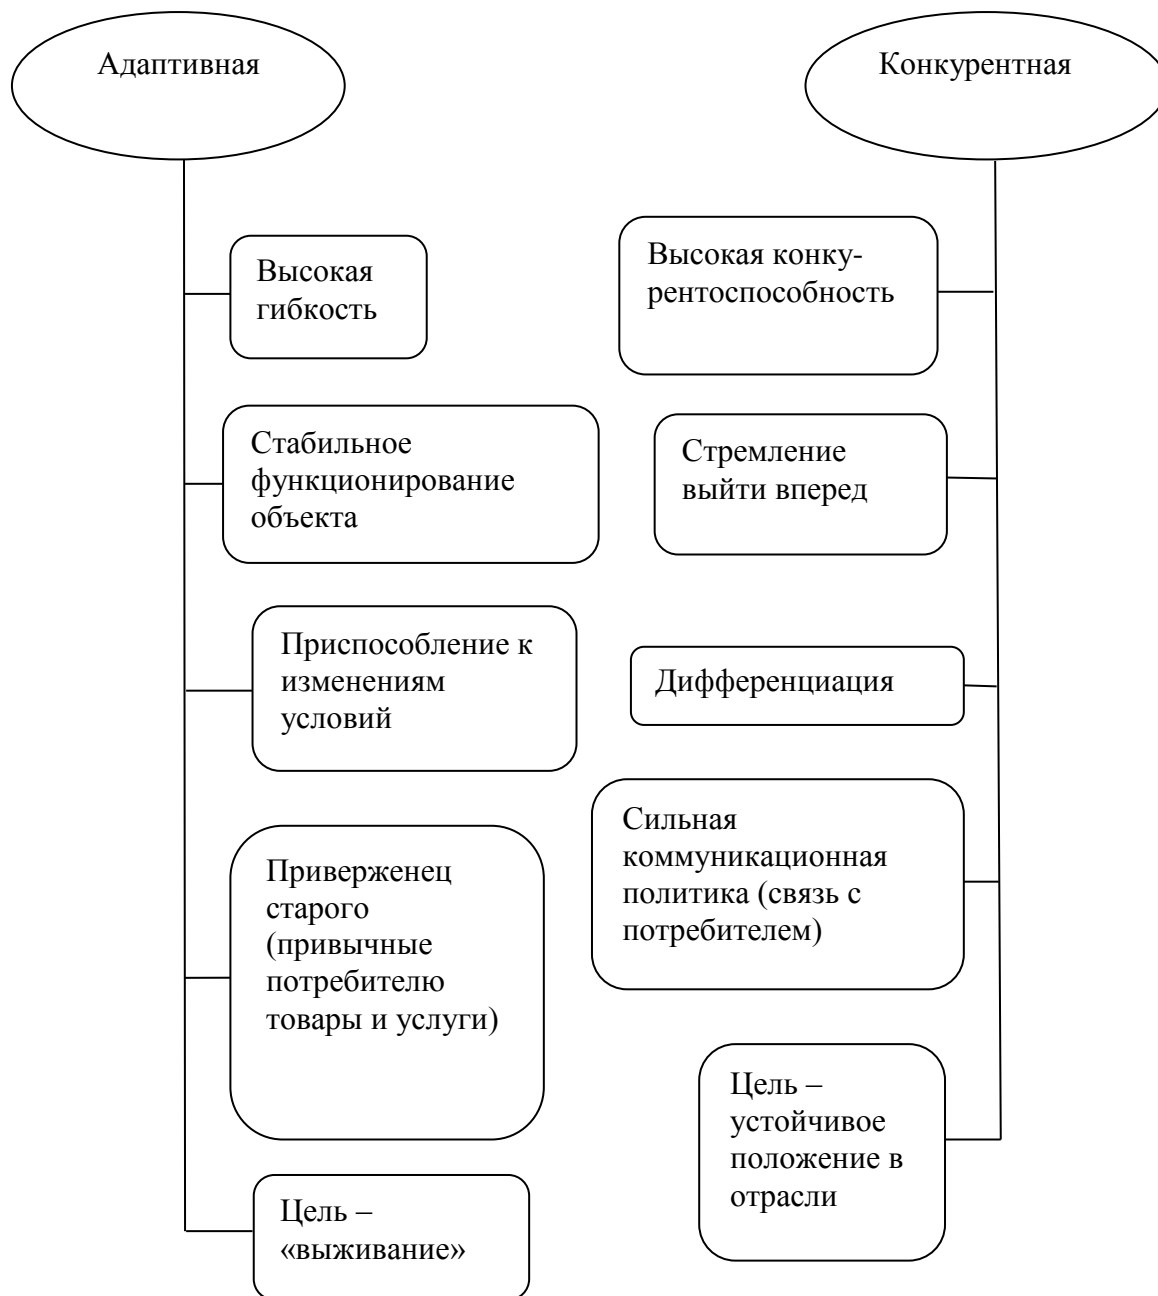 Адаптивная
Высокая
гибкость
Стабильное
функционирование
объекта
Приспособление к
изменениям
условий
Приверженец
старого
(привычные
потребителю
товары и услуги)
Цель –
«выживание»
Конкурентная
Высокая конку-
рентоспособность
Стремление
выйти вперед
Дифференциация
Сильная
коммуникационная
политика (связь с
потребителем)
Цель –
устойчивое
положение в
отрасли